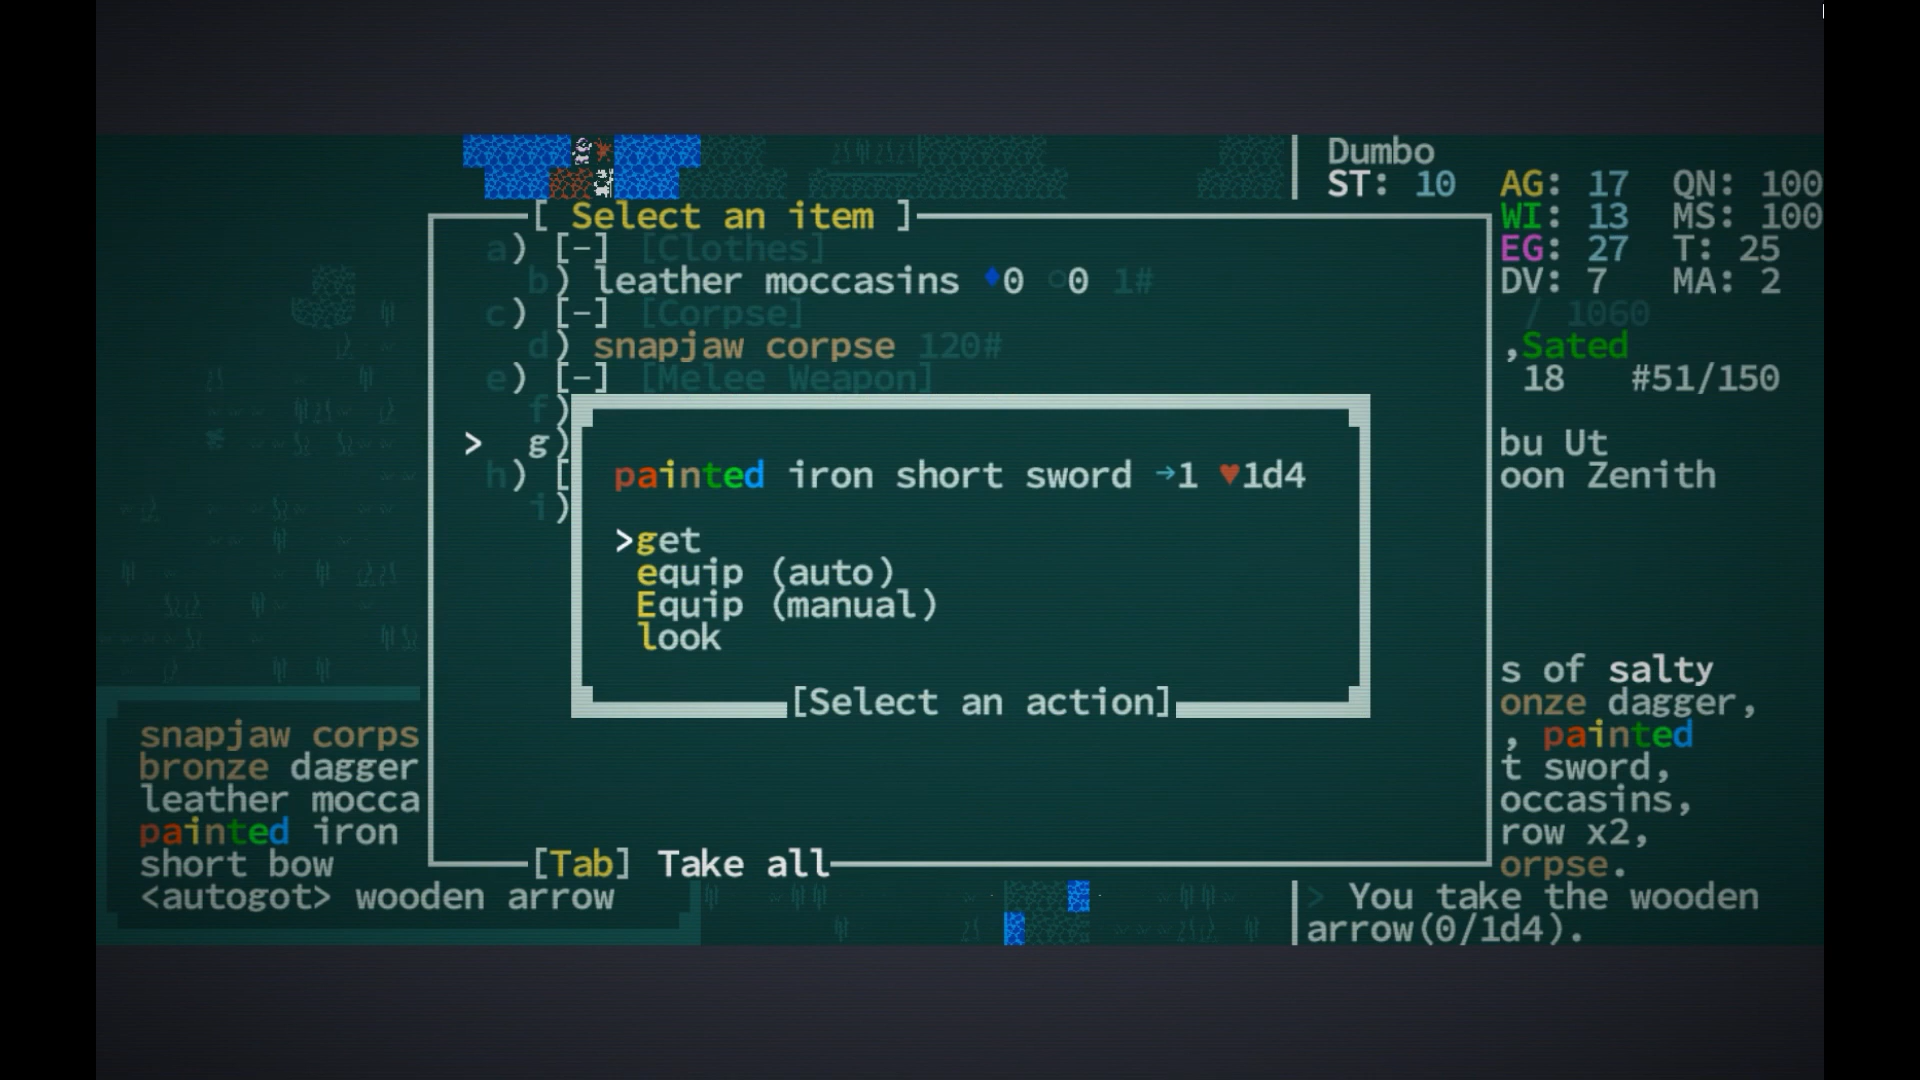 Dumbo
ST: 10 AG: 17 QN: 100
WI: 13 MS: 100
EG: 27 T: 25
DV: 7 MA: 2
/ 1060
,Sated
18 #51/150
bu Ut
oon Zenith
[ Select an item ]
a) [-] [Clothes]
b) leather moccasins ♦0 ○0 1#
c) [-] [Corpse]
d) snapjaw corpse 120#
e) [-] [Melee Weapon]
f)
> g)
h) [
i)
painted iron short sword →1 ♥1d4
>get
equip (auto)
Equip (manual)
look
[Select an action]
[Tab] Take all
snapjaw corps
bronze dagger
leather mocca
painted iron
short bow
<autogot> wooden arrow
s of salty
onze dagger,
, painted
t sword,
occasins,
row x2,
orpse.
> You take the wooden
arrow(0/1d4).